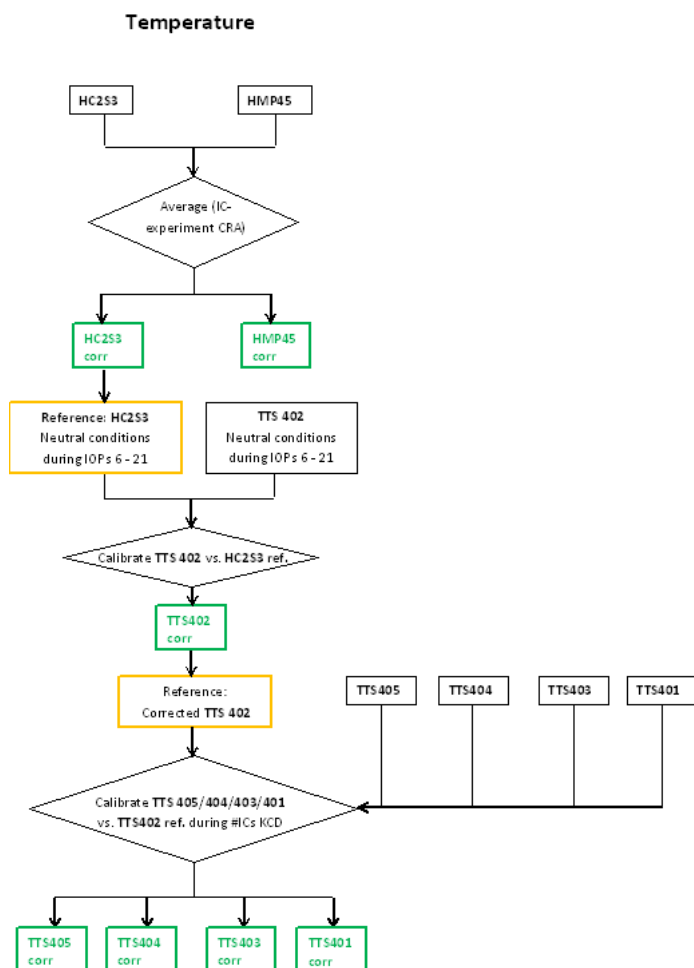 Temperature
HC2S3
HMP45
Average (IC-
experiment CRA)
HC2S3
corr
HMP45
corr
Reference: HC2S3
Neutral conditions
during IOPs 6 - 21
TTS 402
Neutral conditions
during IOPs 6 - 21
Calibrate TTS 402 vs. HC2S3 ref.
TTS402
corr
Reference:
Corrected TTS 402
TTS405
TTS404
TTS403
TTS401
Calibrate TTS 405/404/403/401
vs. TTS402 ref. during #ICs KCD
TTS405
corr
TTS404
corr
TTS403
corr
TTS401
corr